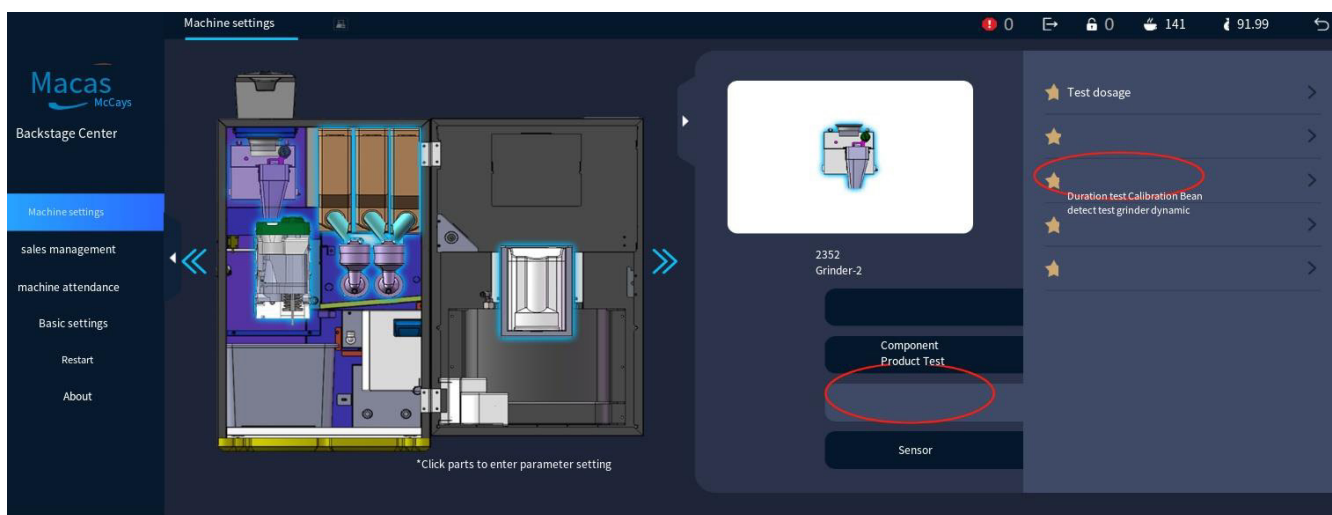 Machine settings
0
0
141
91.99
Macas
McCays
Backstage Center
Machine settings
sales management
machine attendance
Basic settings
Restart
About
*Click parts to enter parameter setting
2352
Grinder-2
Component
Product Test
Sensor
Test dosage
Duration test Calibration Bean
detect test grinder dynamic